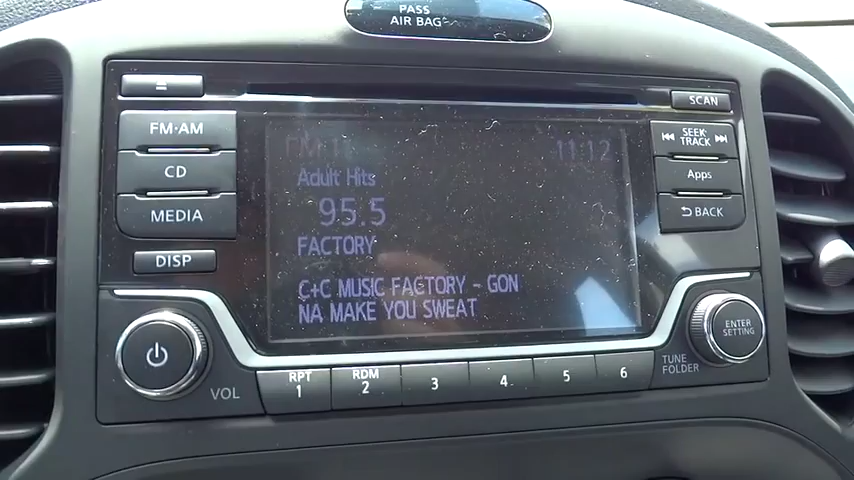 PASS
AIR BAG
SCAN
FM·AM
CD
MEDIA
DISP
SEEK
TRACK
Apps
BACK
11:12
Adult Hits
95.5
FACTORY
C+C MUSIC FACTORY - GON
NA MAKE YOU SWEAT
ENTER
SETTING
TUNE
FOLDER
VOL
RPT
1
RDM
2
3
4
5
6